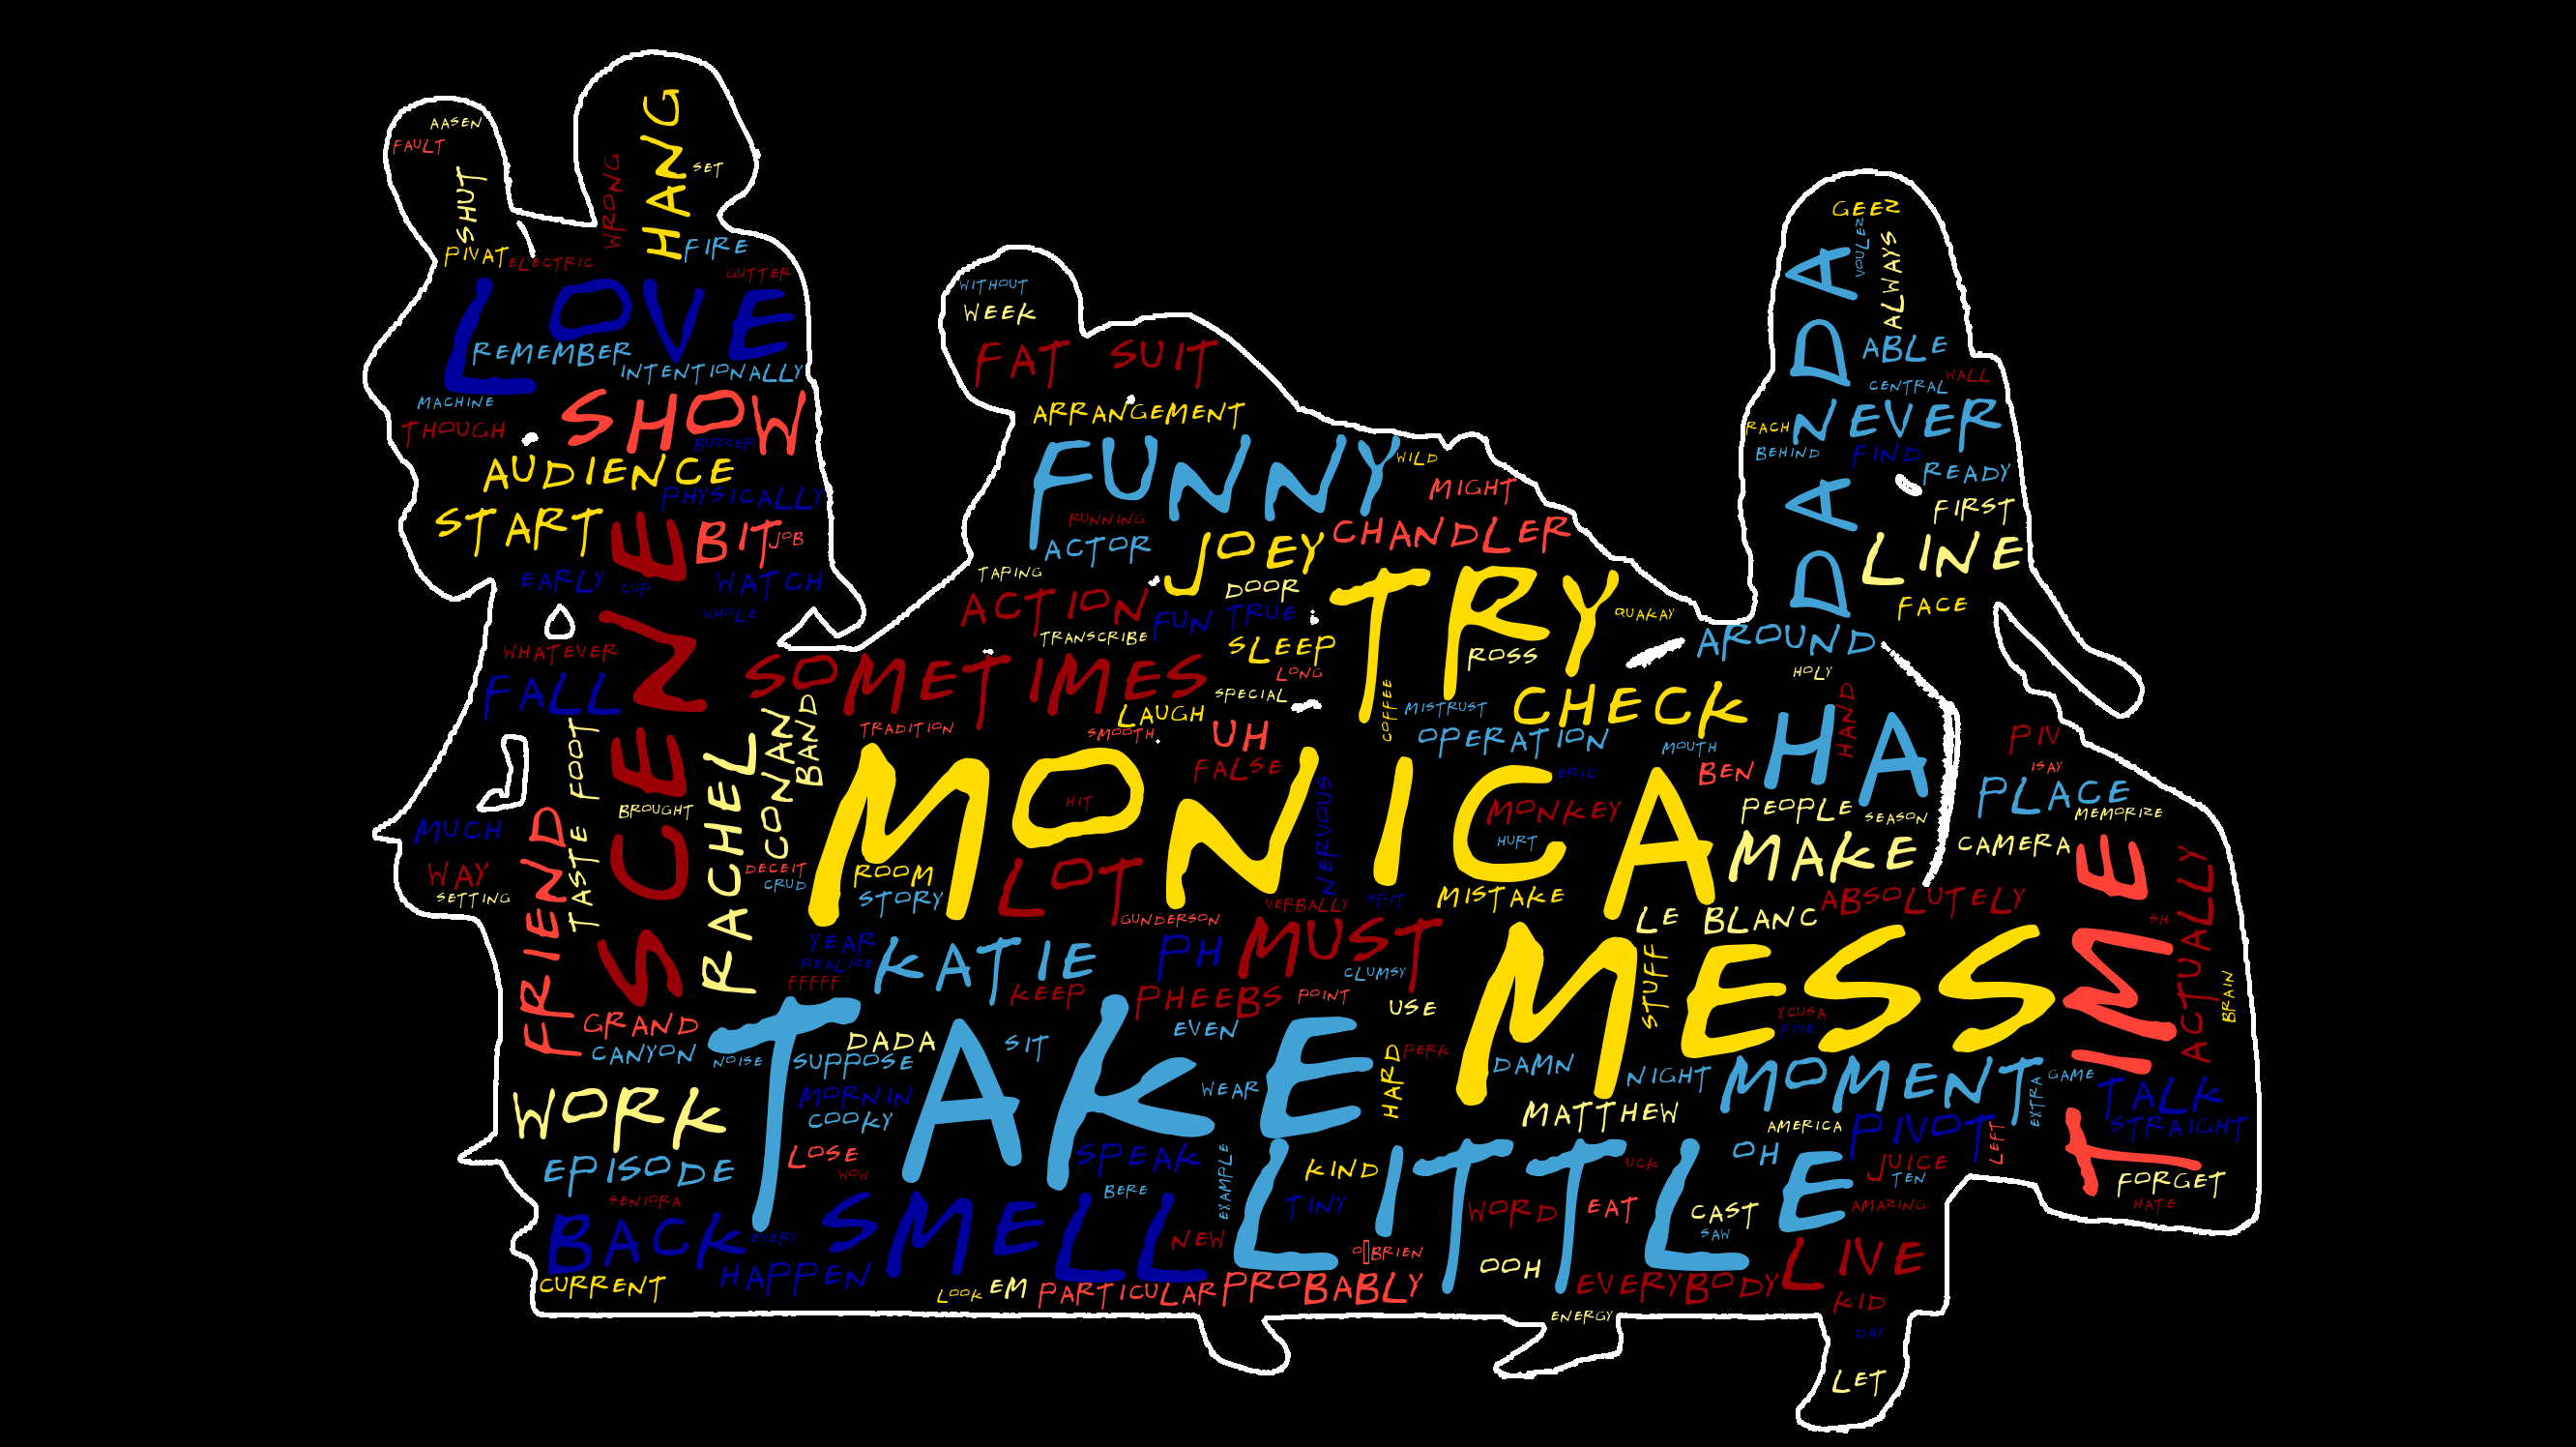 AASEN
FAULT
SHUT
PIVAT
ELECTRIC
WRONG
HANG
SET
FIRE
GUTTER
LOVE
REMEMBER
INTENTIONALLY
MACHINE
THOUGH
SHOW
BUZZER
AUDIENCE
PHYSICALLY
START
BIT
JOB
EARLY
CUP
WATCH
WHOLE
SCENE
WHATEVER
FALL
TASTE FOOT
BROUGHT
MUCH
WAY
SETTING
FRIEND
RACHEL
CONAN
BAND
GRAND
CANYON
WORK
EPISODE
SENIORA
BACK
EVERY
CURRENT
HAPPEN
WITHOUT
WEEK
FAT SUIT
ARRANGEMENT
FUNNY
WILD
MIGHT
RUNNING
ACTOR
JOEY
CHANDLER
TAPING
DOOR
ACTION
FUN
TRUE
TRANSCRIBE
SLEEP
TRY
QUAKAY
ROSS
SOMETIMES
LONG
SPECIAL
LAUGH
TRADITION
SMOOTH
UH
FALSE
COFFEE
MISTRUST
CHECK
OPERATION
MOUTH
MONICA
HIT
ERIC
MONKEY
HURT
NERVOUS
BEN
DECEIT
CRUD
ROOM
STORY
LOT
GUNDERSON
VERBALLY
SPIT
MISTAKE
YEAR
REALIZE
FFFFF
KATIE
KEEP
PH
MUST
CLUMSY
PHEEBS
POINT
USE
TAKE
NOISE
SUPPOSE
DADA
SIT
EVEN
MORNIN
COOKY
WEAR
HARD
PERK
LOSE
WOW
SPEAK
BERE
EXAMPLE
SMELL
NEW
LOOK
EM
PARTICULAR
PROBABLY
GEEZ
VOULEZ
ALWAYS
DA
DA
ABLE
CENTRAL
WALL
RACH
NEVER
BEHIND
FIND
READY
FIRST
DA
DA
LINE
FACE
AROUND
HOLY
HAND
HA
PEOPLE
SEASON
MAKE
LE BLANC
ABSOLUTELY
PIV
ISAY
PLACE
MEMORIZE
CAMERA
TIME
SH
ACTUALLY
BRAIN
MESS
STUFF
XCUSA
FIVE
DAMN
NIGHT
MOMENT
GAME
EXTRA
MATTHEW
AMERICA
PIVOT
LEFT
TALK
STRAIGHT
FORGET
HATE
LITTLE
KIND
TINY
UCK
OH
JUICE
TEN
WORD
EAT
CAST
SAW
AMAZING
O▯BRIEN
OOH
EVERYBODY
LIVE
KID
ENERGY
DAY
LET